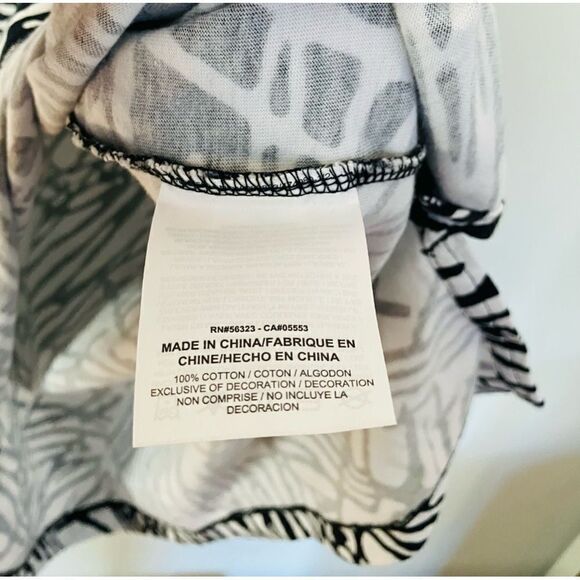 RN#56323 - CA#05553
MADE IN CHINA/FABRIQUE EN
CHINE/HECHO EN CHINA
100% COTTON / COTON / ALGODON
EXCLUSIVE OF DECORATION / DECORATION
NON COMPRISE / NO INCLUYE LA
DECORACION